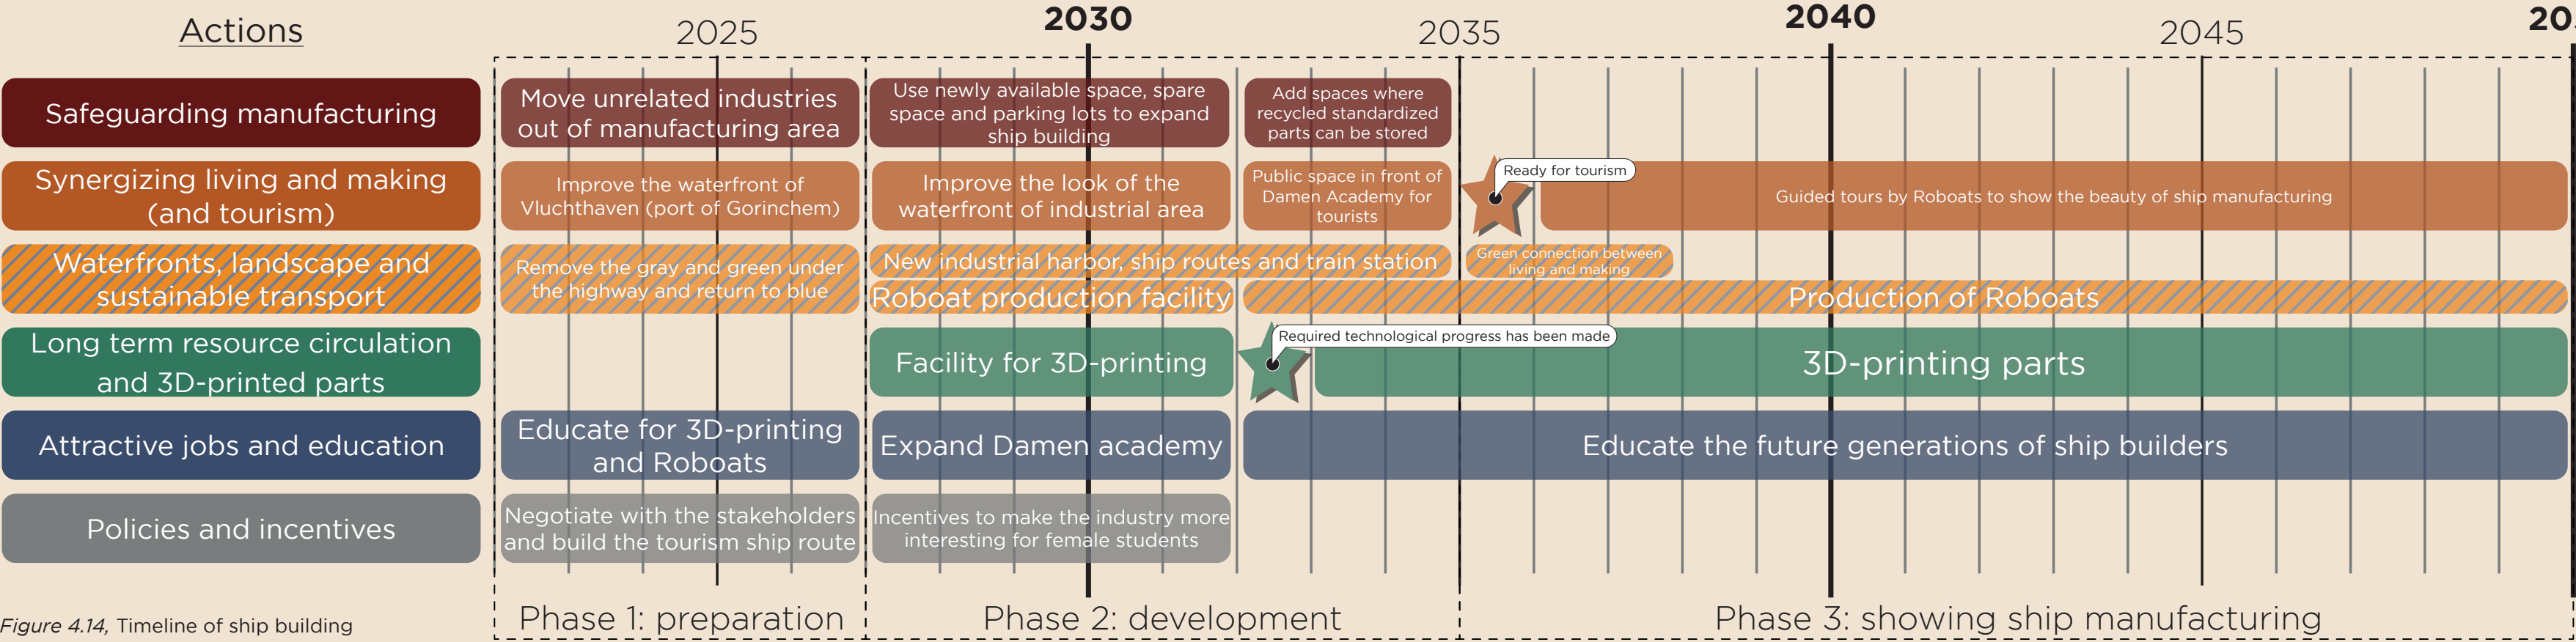 Actions
2025
2030
2035
2040
2045
Safeguarding manufacturing
Move unrelated industries
out of manufacturing area
Use newly available space, spare
space and parking lots to expand
ship building
Add spaces where
recycled standardized
parts can be stored
Synergizing living and making
(and tourism)
Improve the waterfront of
Vluchthaven (port of Gorinchem)
Improve the look of the
waterfront of industrial area
Public space in front of
Damen Academy for
tourists
Ready for tourism
Guided tours by Roboats to show the beauty of ship manufacturing
Waterfronts, landscape and
sustainable transport
Remove the gray and green under
the highway and return to blue
New industrial harbor, ship routes and train station
Green connection between
living and making
Roboat production facility
Production of Roboats
Long term resource circulation
and 3D-printed parts
Facility for 3D-printing
Required technological progress has been made
3D-printing parts
Attractive jobs and education
Educate for 3D-printing
and Roboats
Expand Damen academy
Educate the future generations of ship builders
Policies and incentives
Negotiate with the stakeholders
and build the tourism ship route
Incentives to make the industry more
interesting for female students
Phase 1: preparation
Phase 2: development
Phase 3: showing ship manufacturing
Figure 4.14, Timeline of ship building